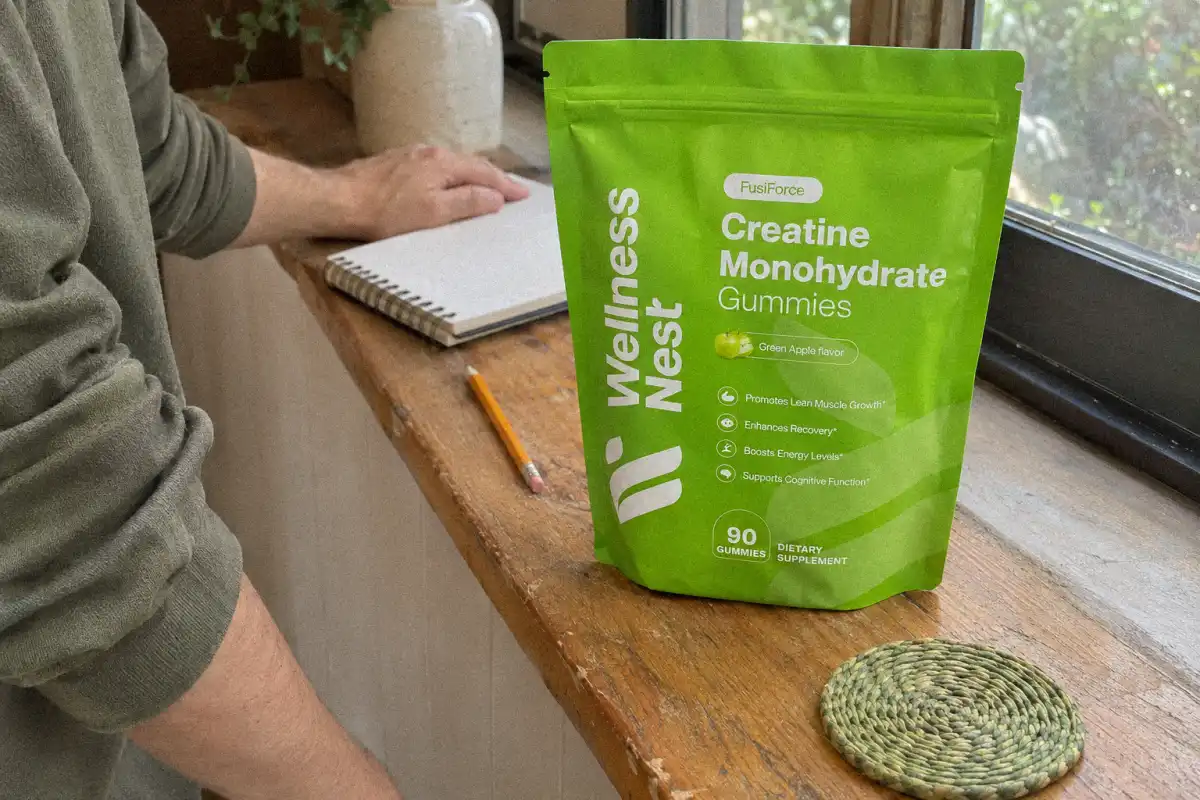 Wellness
Nest
FusiForce
Creatine
Monohydrate
Gummies
Green Apple flavor
Promotes Lean Muscle Growth*
Enhances Recovery*
Boosts Energy Levels*
Supports Cognitive Function*
90
GUMMIES
DIETARY
SUPPLEMENT